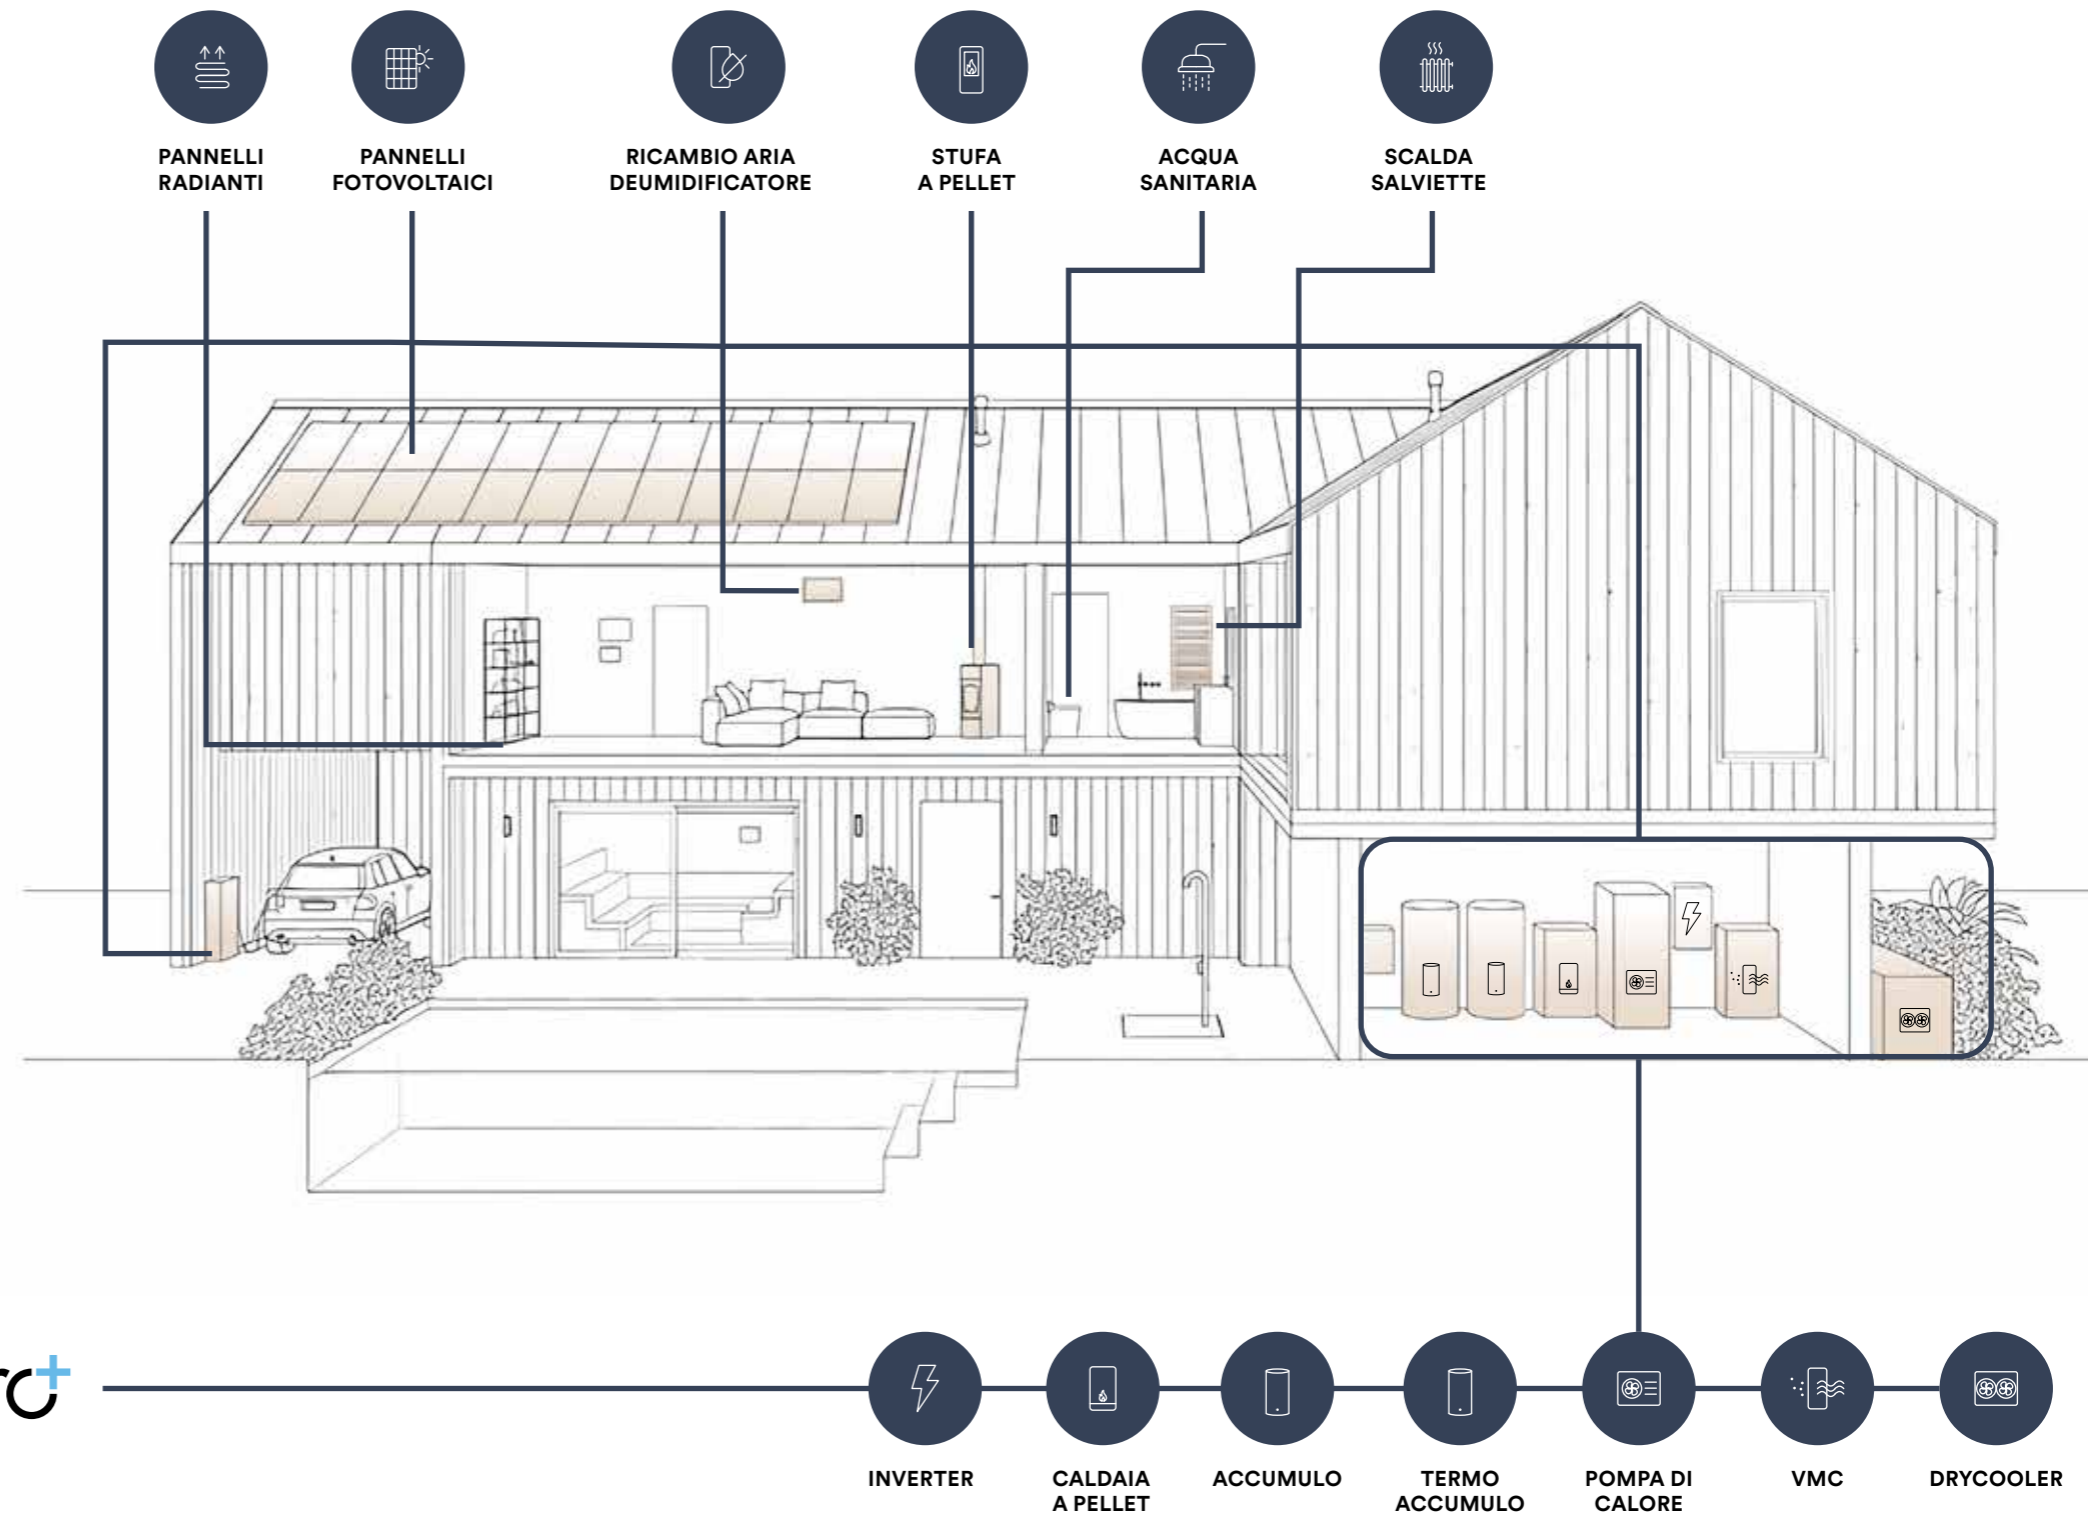 PANNELLI
RADIANTI
PANNELLI
FOTOVOLTAICI
RICAMBIO ARIA
DEUMIDIFICATORE
STUFA
A PELLET
ACQUA
SANITARIA
SCALDA
SALVIETTE
INVERTER
CALDAIA
A PELLET
ACCUMULO
TERMO
ACCUMULO
POMPA DI
CALORE
VMC
DRYCOOLER